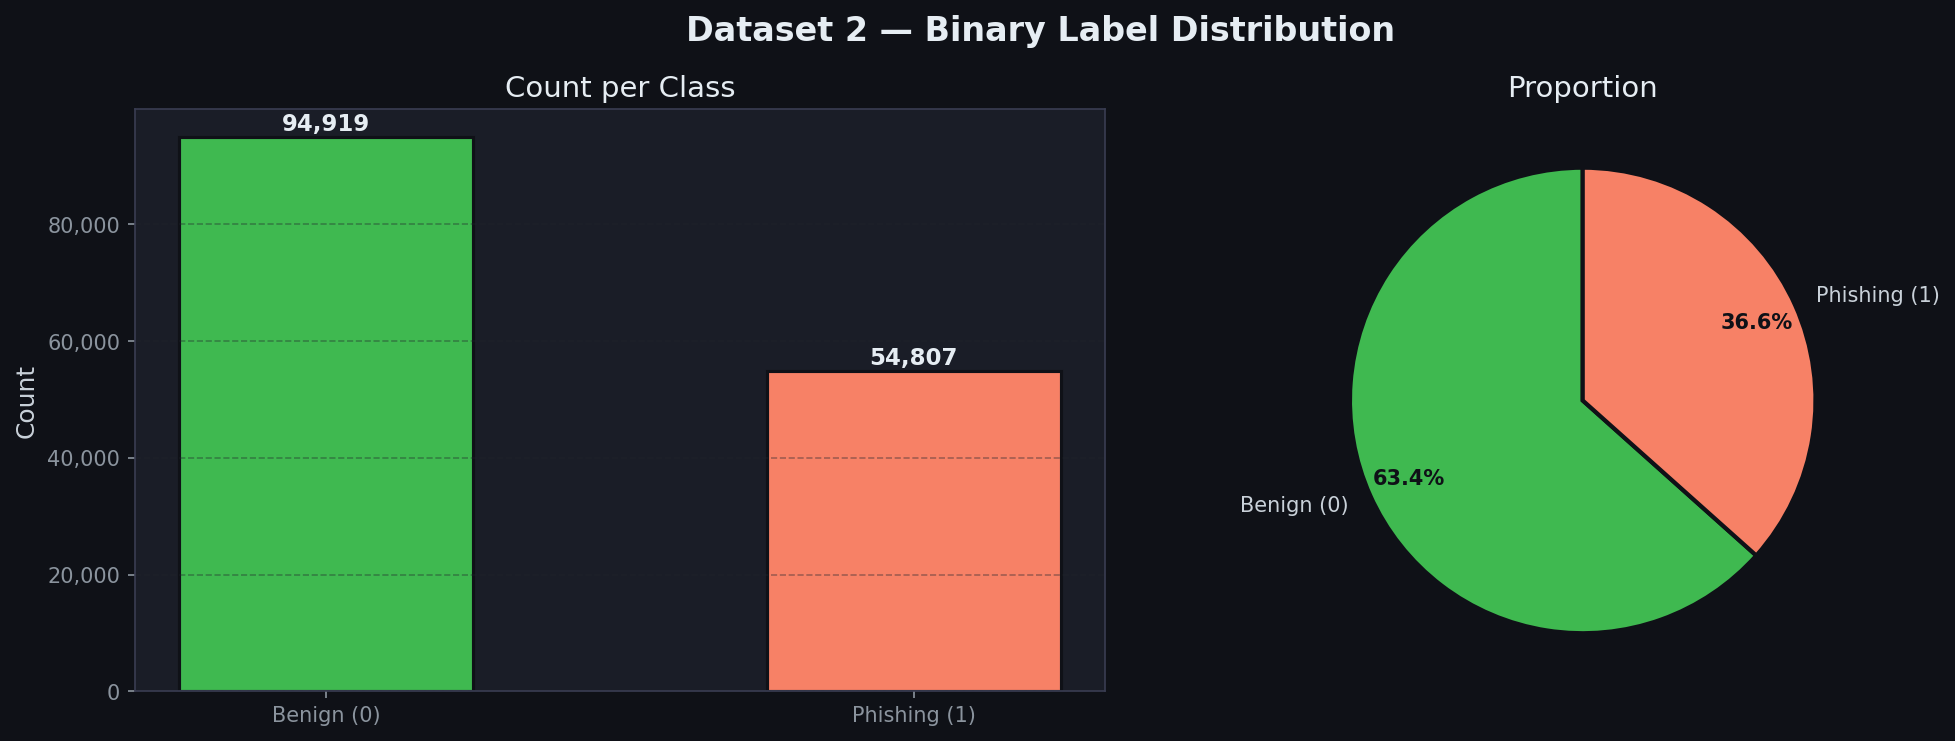 Dataset 2 — Binary Label Distribution
Count per Class
94,919
54,807
Count
80,000
60,000
40,000
20,000
0
Benign (0)
Phishing (1)
Proportion
Phishing (1)
36.6%
63.4%
Benign (0)